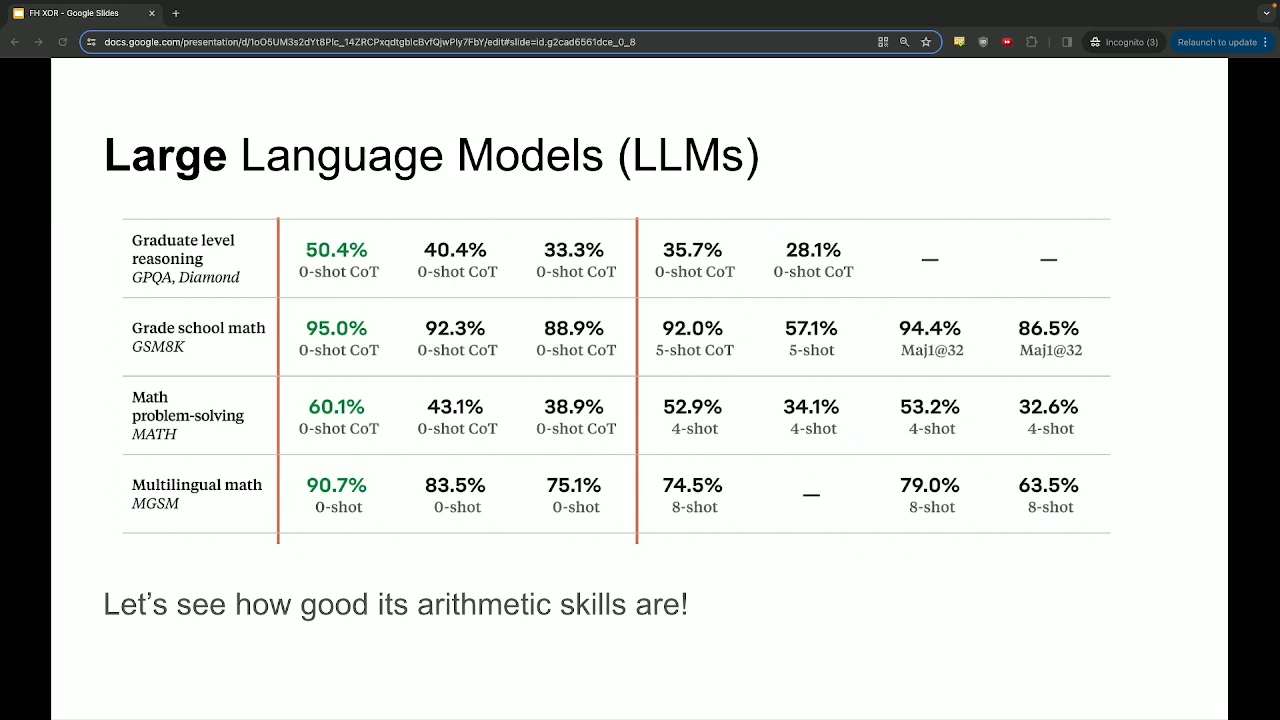 FH XOR - Google Slides
docs.google.com/presentation/d/1oO5UM3s2dYt8Plc_14ZRCPxqdtgblcBvfQjwPly7FbY/edit#slide=id.g2cad6561dce_0_8
Incognito (3)
Relaunch to update
Large Language Models (LLMs)
Graduate level
reasoning
GPQA, Diamond
50.4% 40.4% 33.3% 35.7% 28.1% — —
0-shot CoT 0-shot CoT 0-shot CoT 0-shot CoT 0-shot CoT
Grade school math
GSM8K
95.0% 92.3% 88.9% 92.0% 57.1% 94.4% 86.5%
0-shot CoT 0-shot CoT 0-shot CoT 5-shot CoT 5-shot Maj1@32 Maj1@32
Math
problem-solving
MATH
60.1% 43.1% 38.9% 52.9% 34.1% 53.2% 32.6%
0-shot CoT 0-shot CoT 0-shot CoT 4-shot 4-shot 4-shot 4-shot
Multilingual math
MGSM
90.7% 83.5% 75.1% 74.5% — 79.0% 63.5%
0-shot 0-shot 0-shot 8-shot 8-shot 8-shot
Let's see how good its arithmetic skills are!